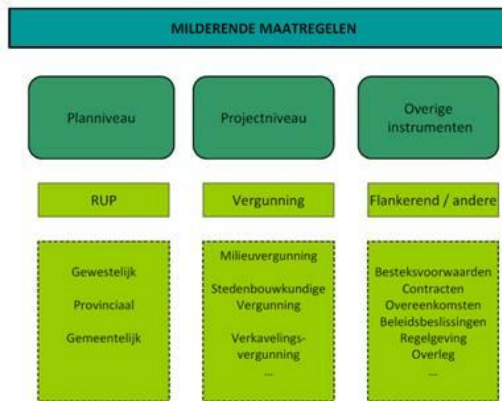 MILDERENDE MAATREGELEN
Planniveau
Projectniveau
Overige
instrumenten
RUP
Vergunning
Flankerend / andere
Gewestelijk
Provinciaal
Gemeentelijk
Milieuvergunning
Stedenbouwkundige
Vergunning
Verkavelings-
vergunning
...
Besteksvoorwaarden
Contracten
Overeenkomsten
Beleidsbeslissingen
Regelgeving
Overleg
...